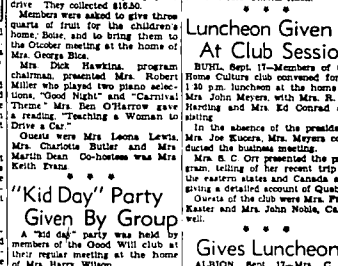 drive They collected $16.50.
Members were asked to give three
quarts of fruit for the children's
home, Boise, and to bring them to
the Otcober meeting at the home of
Mrs. George Bica.
Mrs. Dick Hawkins, program
chairman, presented Mrs. Robert
Miller who played two piano selec-
tions, "Good Night" and "Carnival
Theme" Mrs. Ben O'Harrow gave
a reading, "Teaching a Woman to
Drive a Car."
Guests were Mrs Leona Lewis,
Mrs. Charlotte Butler and Mrs
Martin Dean Co-hostess was Mrs
Keith Evans
* * *
"Kid Day" Party
Given By Group
A "kid day" party was held by
members of the Good Will club at
their regular meeting at the home
of Mrs Harry Wilson
* * *
Luncheon Given
At Club Sessio
BUHL, Sept. 17—Members of
Home Culture club convened for
1:30 p.m. luncheon at the home
Mrs John Meyers, with Mrs. R.
Harding and Mrs. Ed Conrad
sisting
In the absence of the preside
Mrs. Joe Kucera, Mrs. Meyers co
ducted the business meeting.
Mrs B. C. Orr presented the p
gram, telling of her recent trip
the eastern states and Canada a
giving a detailed account of Queb
Guests of the club were Mrs. F
Kaster and Mrs. John Noble, Ca
well.
* * *
Gives Luncheon
ALBION, Sept. 17—Mrs. C.